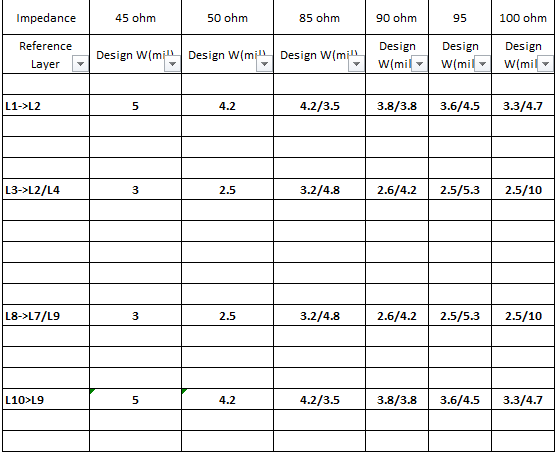 Impedance 45 ohm 50 ohm 85 ohm 90 ohm 95 100 ohm
Reference Layer Design W(mil) Design W(mil) Design W(mil) Design W(mil Design W(mil Design W(mil
L1->L2 5 4.2 4.2/3.5 3.8/3.8 3.6/4.5 3.3/4.7
L3->L2/L4 3 2.5 3.2/4.8 2.6/4.2 2.5/5.3 2.5/10
L8->L7/L9 3 2.5 3.2/4.8 2.6/4.2 2.5/5.3 2.5/10
L10>L9 5 4.2 4.2/3.5 3.8/3.8 3.6/4.5 3.3/4.7